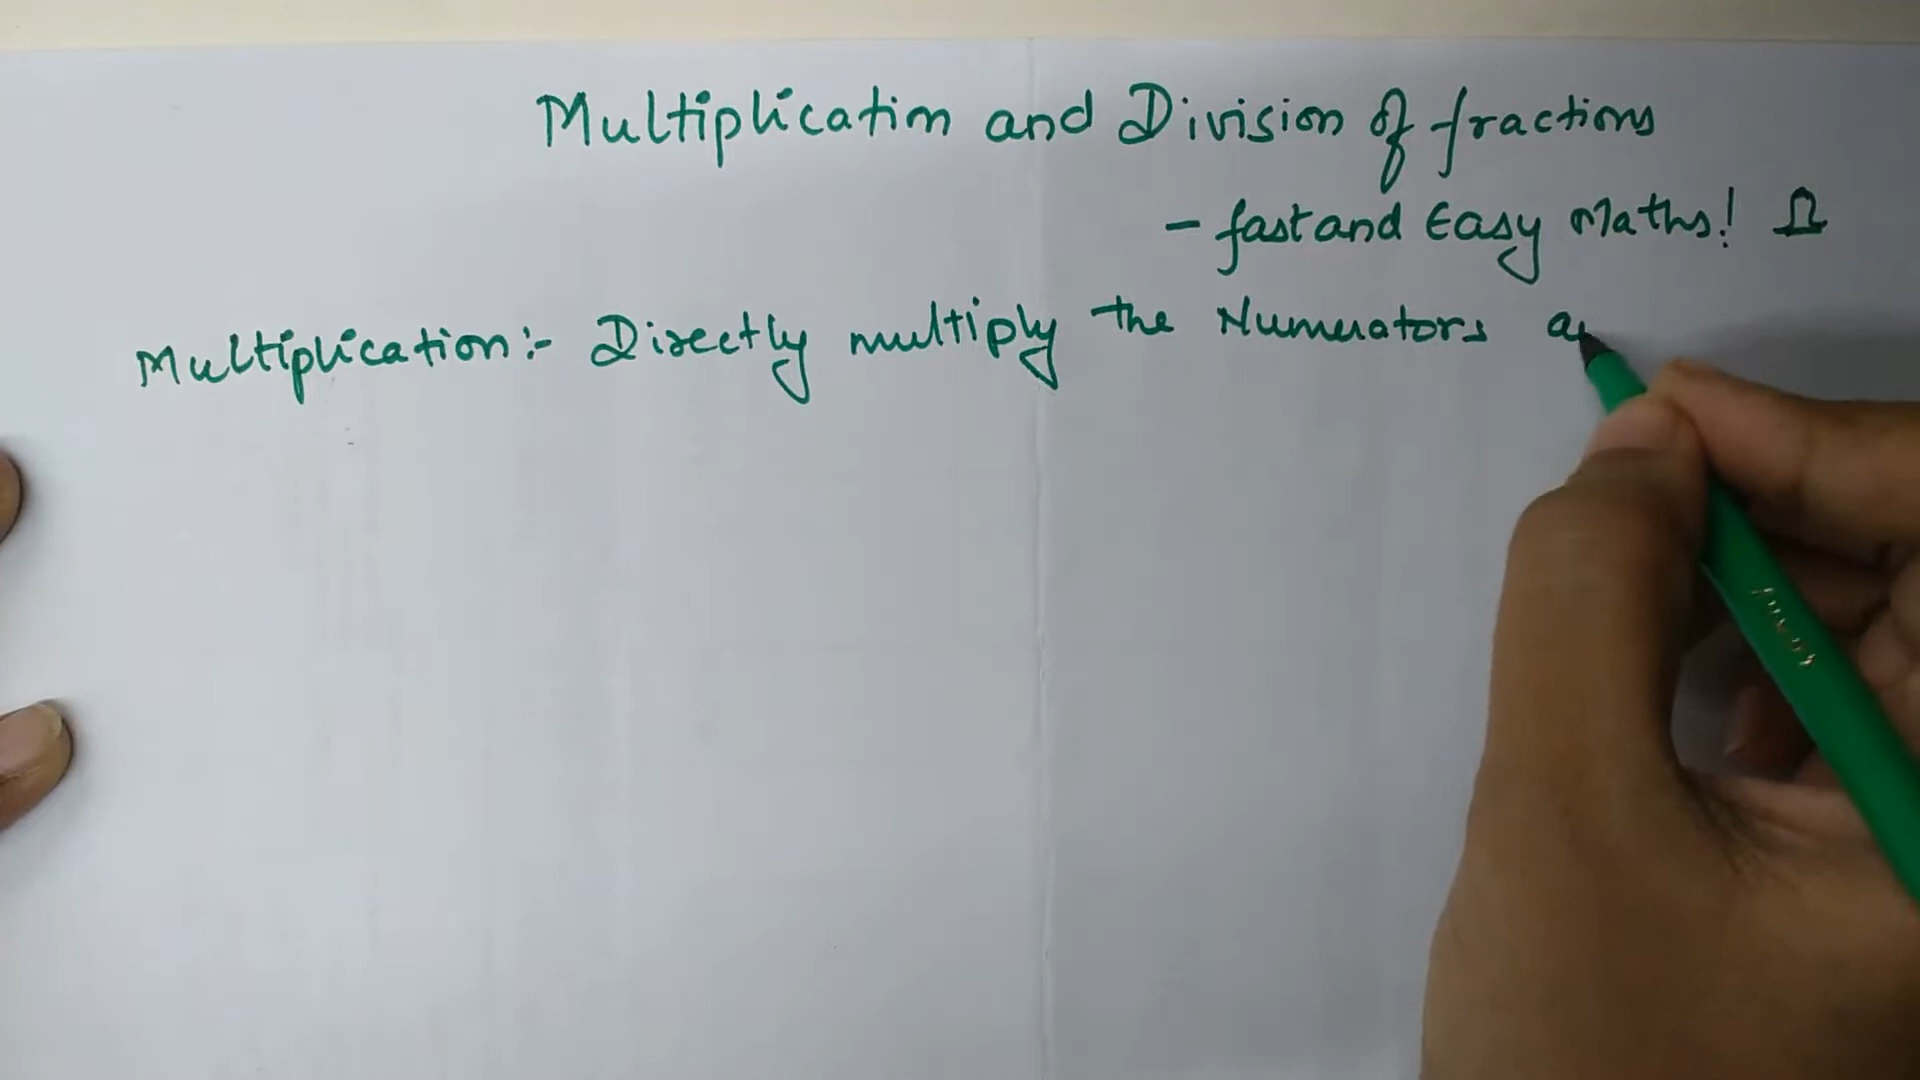 Multiplication and Division of fractions
- fast and Easy Maths! Ω
Multiplication:- Directly multiply the Numerators